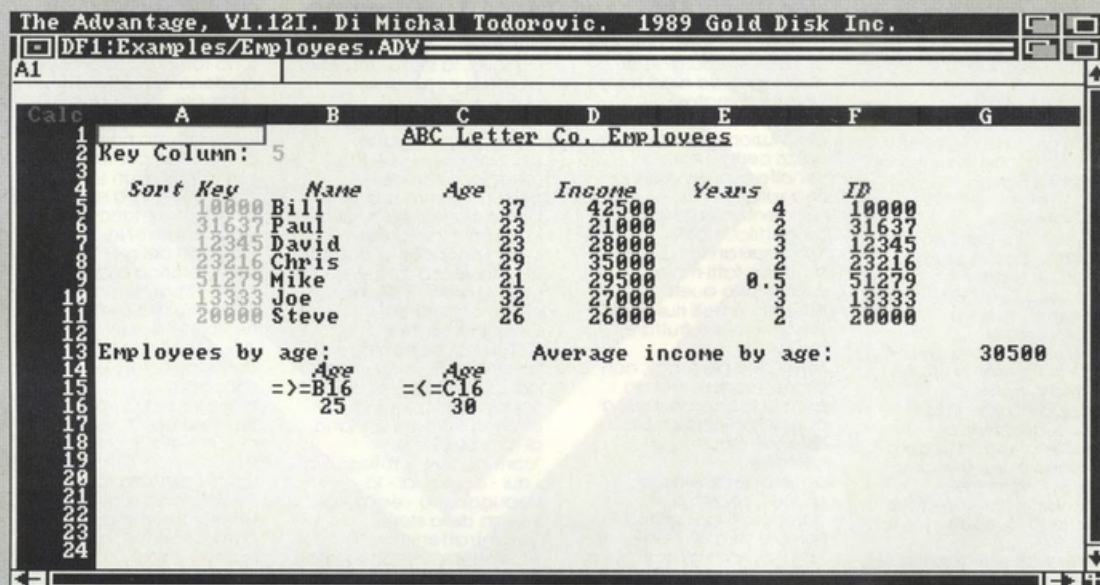 The Advantage, V1.12I. Di Michal Todorovic. 1989 Gold Disk Inc.
DF1:Examples/Employees.ADV
A1
Calc A B C D E F G
1 ABC Letter Co. Employees
2 Key Column: 5
3
4 Sort Key Name Age Income Years ID
5 10000 Bill 37 42500 4 10000
6 31637 Paul 23 21000 2 31637
7 12345 David 23 28000 3 12345
8 23216 Chris 29 35000 2 23216
9 51279 Mike 21 29500 0.5 51279
10 13333 Joe 32 27000 3 13333
11 20000 Steve 26 26000 2 20000
12
13 Employees by age: Average income by age: 30500
14 Age Age
15 =>=B16 =<=C16
16 25 30
17
18
19
20
21
22
23
24